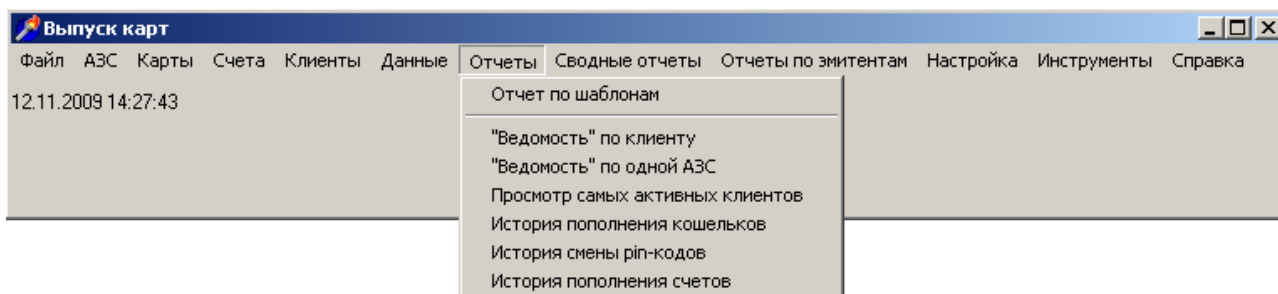 Выпуск карт
Файл АЗС Карты Счета Клиенты Данные Отчеты Сводные отчеты Отчеты по эмитентам Настройка Инструменты Справка
12.11.2009 14:27:43
Отчет по шаблонам
"Ведомость" по клиенту
"Ведомость" по одной АЗС
Просмотр самых активных клиентов
История пополнения кошельков
История смены pin-кодов
История пополнения счетов